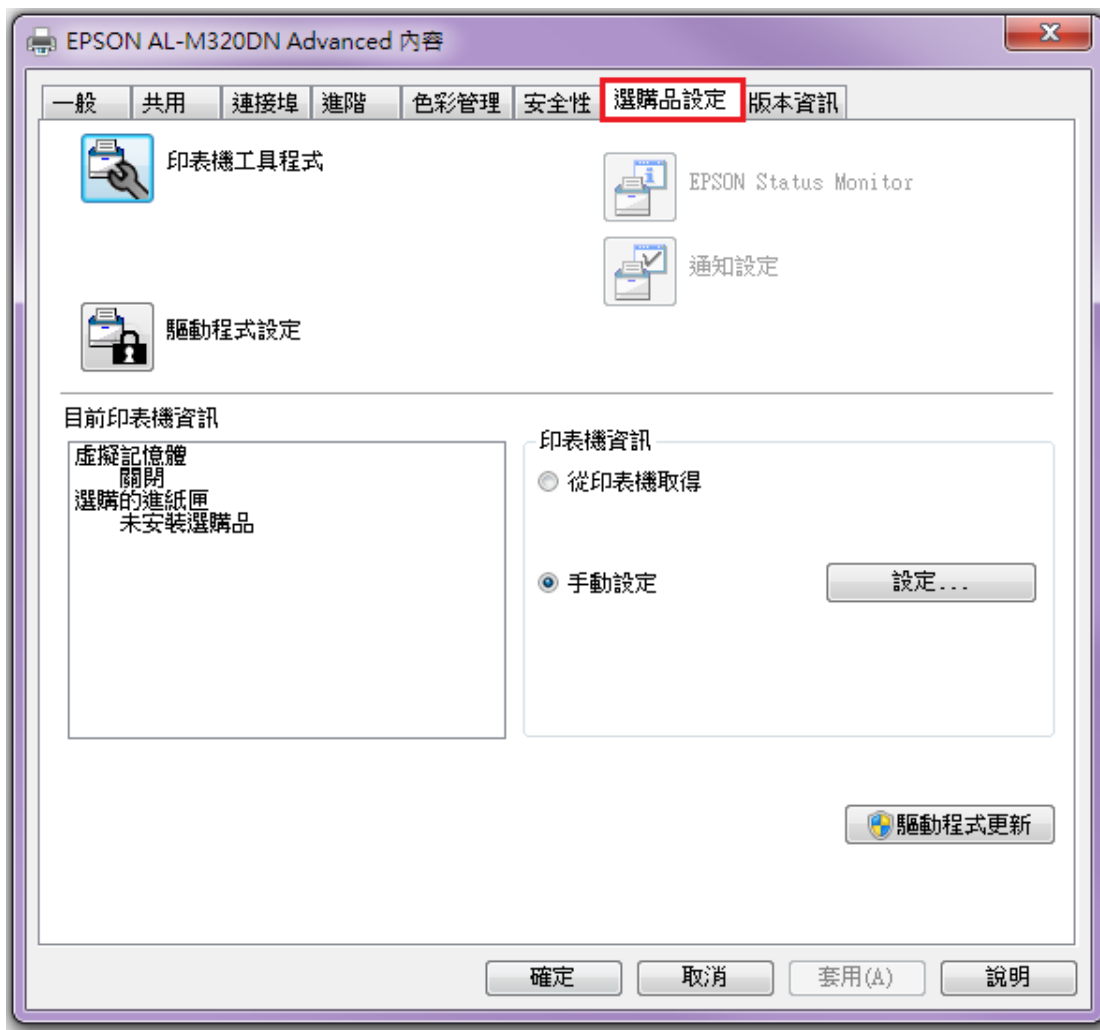 EPSON AL-M320DN Advanced 內容
一般 共用 連接埠 進階 色彩管理 安全性 選購品設定 版本資訊
印表機工具程式
EPSON Status Monitor
通知設定
驅動程式設定
目前印表機資訊
虛擬記憶體
關閉
選購的進紙匣
未安裝選購品
印表機資訊
從印表機取得
手動設定
設定...
驅動程式更新
確定 取消 套用(A) 說明